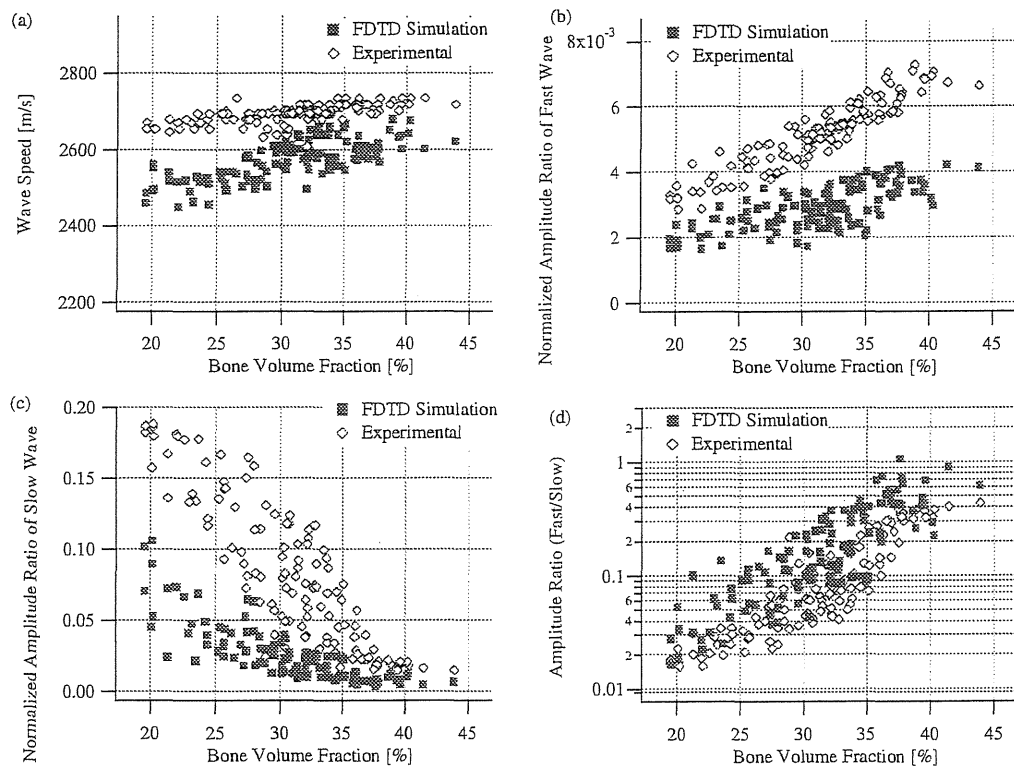 (a)
FDTD Simulation
Experimental
2800
2600
2400
2200
Wave Speed [m/s]
20 25 30 35 40 45
Bone Volume Fraction [%]
(b)
FDTD Simulation
Experimental
8x10-3
6
4
2
0
Normalized Amplitude Ratio of Fast Wave
20 25 30 35 40 45
Bone Volume Fraction [%]
(c)
FDTD Simulation
Experimental
0.20
0.15
0.10
0.05
0.00
Normalized Amplitude Ratio of Slow Wave
20 25 30 35 40 45
Bone Volume Fraction [%]
(d)
FDTD Simulation
Experimental
2
1
6
4
2
0.1
6
4
2
0.01
Amplitude Ratio (Fast/Slow)
20 25 30 35 40 45
Bone Volume Fraction [%]